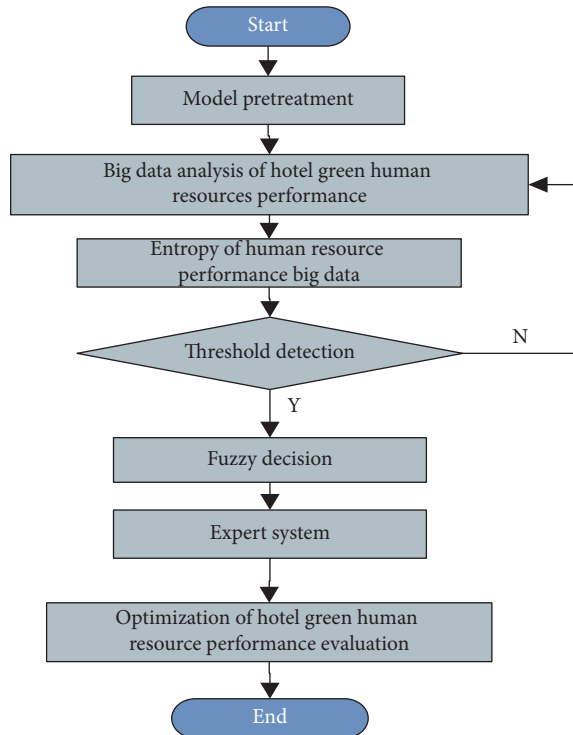 Start
Model pretreatment
Big data analysis of hotel green human
resources performance
Entropy of human resource
performance big data
Threshold detection
N
Y
Fuzzy decision
Expert system
Optimization of hotel green human
resource performance evaluation
End